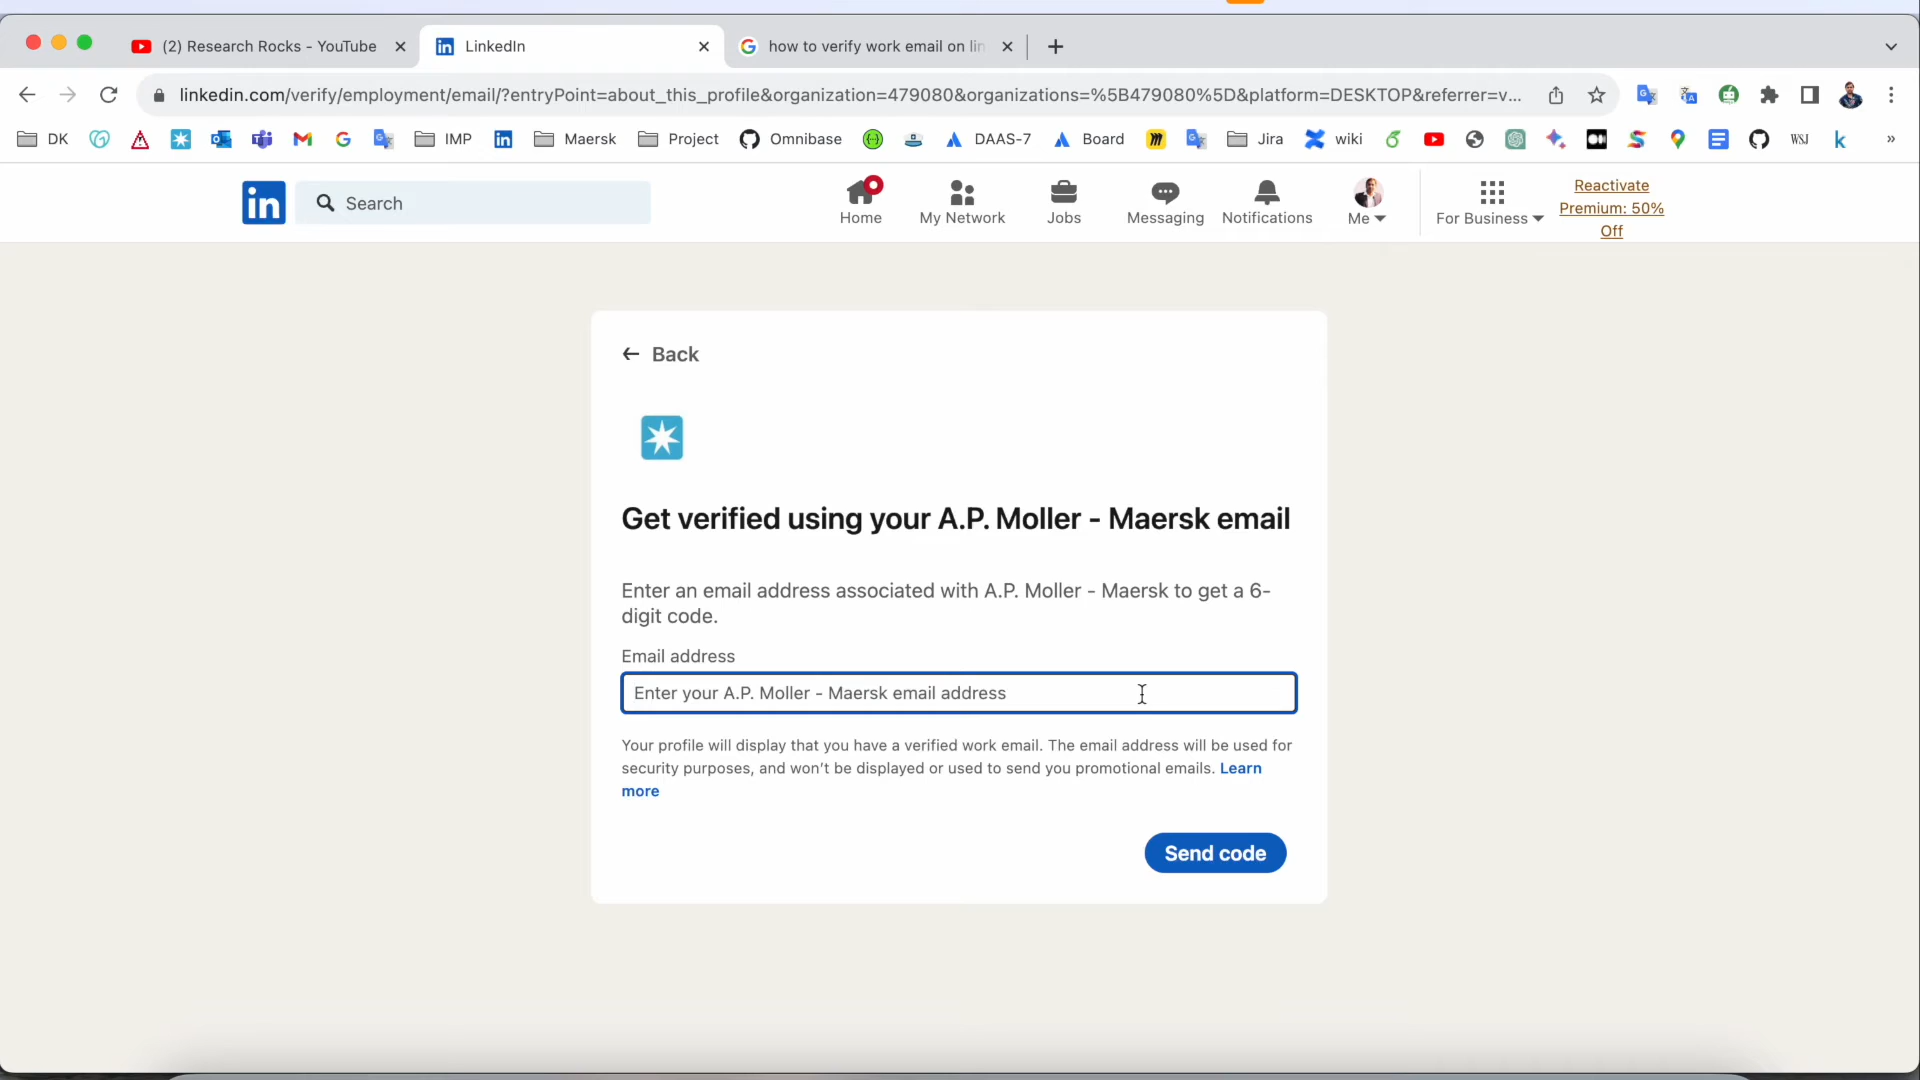 (2) Research Rocks - YouTube
LinkedIn
how to verify work email on lin
linkedin.com/verify/employment/email/?entryPoint=about_this_profile&organization=479080&organizations=%5B479080%5D&platform=DESKTOP&referrer=v...
DK
IMP
Maersk
Project
Omnibase
DAAS-7
Board
Jira
wiki
WSJ
k
»
in
Search
Home
My Network
Jobs
Messaging
Notifications
Me
For Business
Reactivate
Premium: 50%
Off
Back
Get verified using your A.P. Moller - Maersk email
Enter an email address associated with A.P. Moller - Maersk to get a 6-
digit code.
Email address
Enter your A.P. Moller - Maersk email address
Your profile will display that you have a verified work email. The email address will be used for
security purposes, and won't be displayed or used to send you promotional emails. Learn
more
Send code